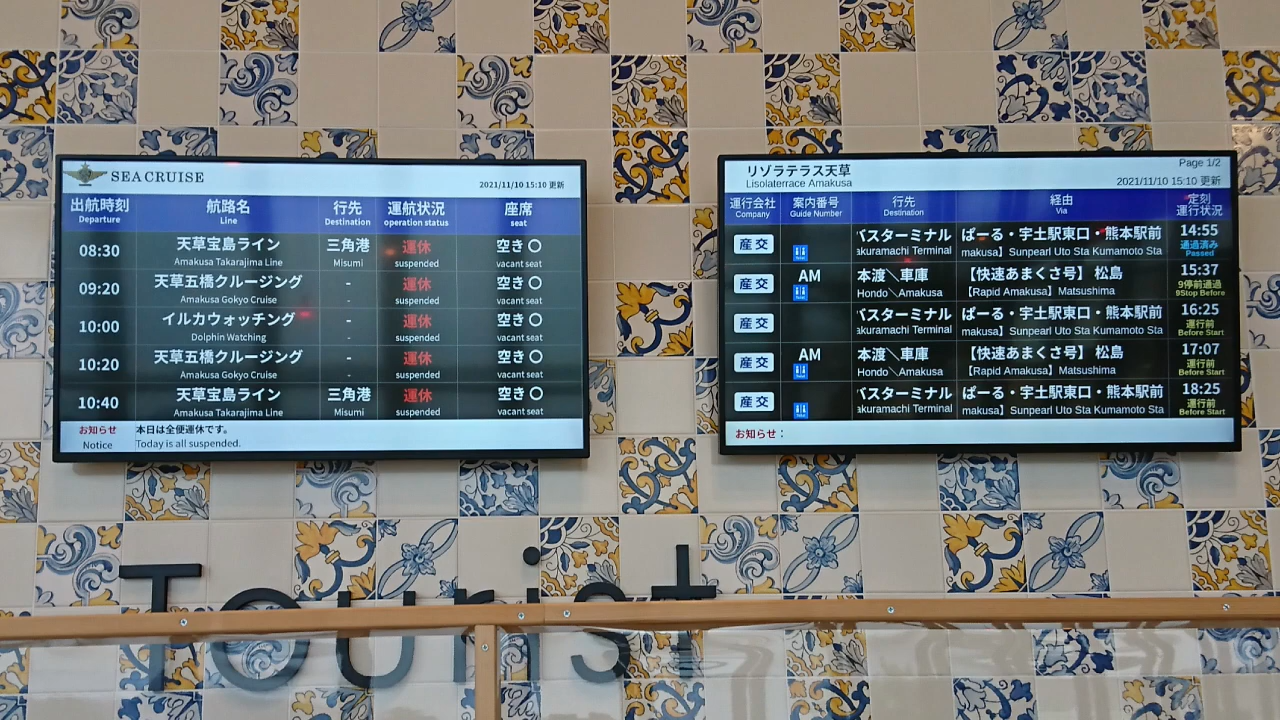 SEA CRUISE
2021/11/10 15:10 更新
出航時刻 航路名 行先 運航状況 座席
Departure Line Destination operation status seat
08:30 天草宝島ライン 三角港 運休 空き○
Amakusa Takarajima Line Misumi suspended vacant seat
09:20 天草五橋クルージング - 運休 空き○
Amakusa Gokyo Cruise - suspended vacant seat
10:00 イルカウォッチング - 運休 空き○
Dolphin Watching - suspended vacant seat
10:20 天草五橋クルージング - 運休 空き○
Amakusa Gokyo Cruise - suspended vacant seat
10:40 天草宝島ライン 三角港 運休 空き○
Amakusa Takarajima Line Misumi suspended vacant seat
お知らせ 本日は全便運休です。
Notice Today is all suspended.
Page 1/2
リゾラテラス天草
Lisolaterrace Amakusa
2021/11/10 15:10 更新
運行会社 案内番号 行先 経由 定刻
Company Guide Number Destination Via 運行状況
産交 バスターミナル ぱーる・宇土駅東口・熊本駅前 14:55
通過済み
akuramachi Terminal makusa】Sunpearl Uto Sta Kumamoto Sta Passed
産交 AM 本渡＼車庫 【快速あまくさ号】松島 15:37
9停前通過
Hondo＼Amakusa 【Rapid Amakusa】Matsushima 9Stop Before
産交 バスターミナル ぱーる・宇土駅東口・熊本駅前 16:25
運行前
akuramachi Terminal makusa】Sunpearl Uto Sta Kumamoto Sta Before Start
産交 AM 本渡＼車庫 【快速あまくさ号】松島 17:07
運行前
Hondo＼Amakusa 【Rapid Amakusa】Matsushima Before Start
産交 バスターミナル ぱーる・宇土駅東口・熊本駅前 18:25
運行前
akuramachi Terminal makusa】Sunpearl Uto Sta Kumamoto Sta Before Start
お知らせ：
Tourist